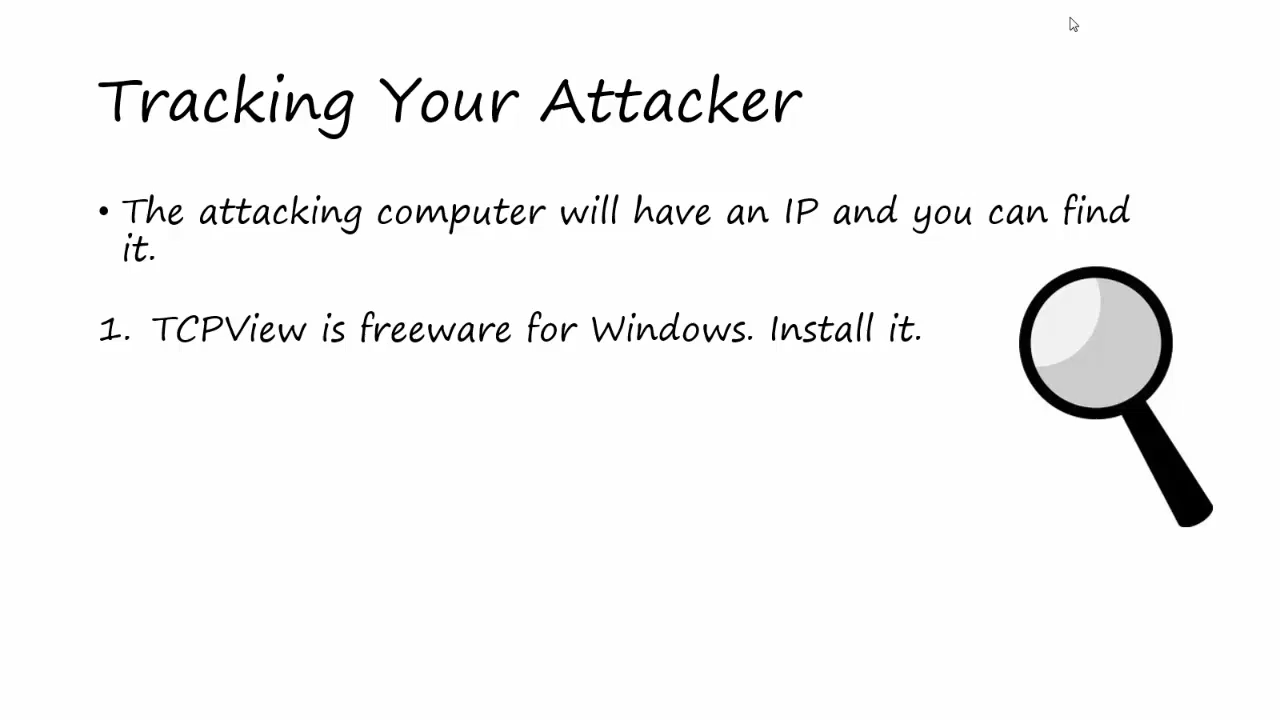 Tracking Your Attacker
• The attacking computer will have an IP and you can find
it.
1. TCPView is freeware for Windows. Install it.